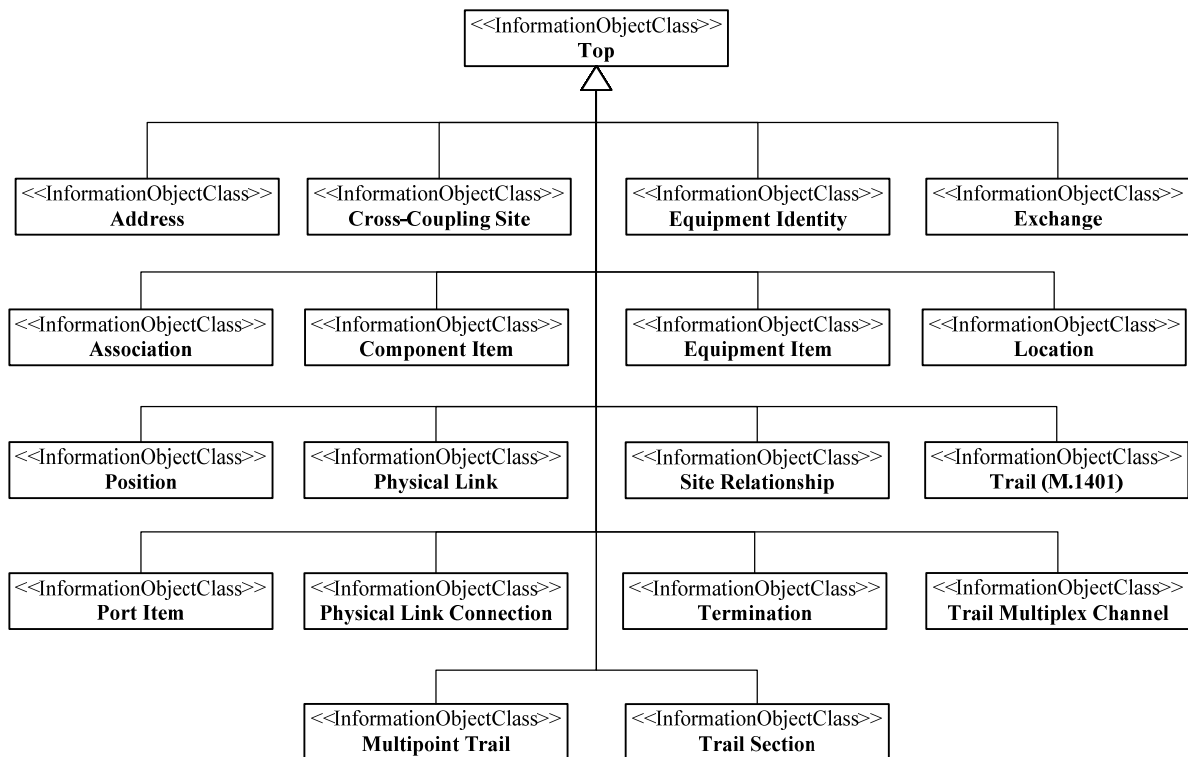 <<InformationObjectClass>>
Top
<<InformationObjectClass>>
Address
<<InformationObjectClass>>
Cross-Coupling Site
<<InformationObjectClass>>
Equipment Identity
<<InformationObjectClass>>
Exchange
<<InformationObjectClass>>
Association
<<InformationObjectClass>>
Component Item
<<InformationObjectClass>>
Equipment Item
<<InformationObjectClass>>
Location
<<InformationObjectClass>>
Position
<<InformationObjectClass>>
Physical Link
<<InformationObjectClass>>
Site Relationship
<<InformationObjectClass>>
Trail (M.1401)
<<InformationObjectClass>>
Port Item
<<InformationObjectClass>>
Physical Link Connection
<<InformationObjectClass>>
Termination
<<InformationObjectClass>>
Trail Multiplex Channel
<<InformationObjectClass>>
Multipoint Trail
<<InformationObjectClass>>
Trail Section